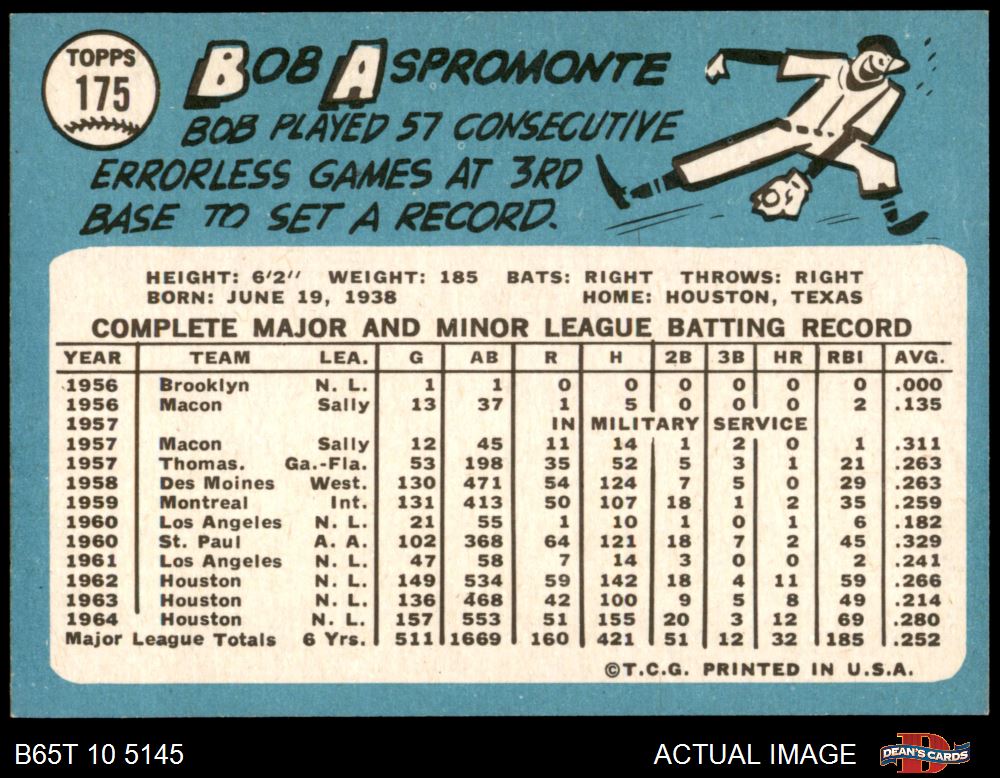 TOPPS
175
BOB ASPROMONTE
BOB PLAYED 57 CONSECUTIVE
ERRORLESS GAMES AT 3RD
BASE TO SET A RECORD.
HEIGHT: 6'2" WEIGHT: 185 BATS: RIGHT THROWS: RIGHT
BORN: JUNE 19, 1938 HOME: HOUSTON, TEXAS
COMPLETE MAJOR AND MINOR LEAGUE BATTING RECORD
YEAR TEAM LEA. G AB R H 2B 3B HR RBI AVG.
1956 Brooklyn N. L. 1 1 0 0 0 0 0 0 .000
1956 Macon Sally 13 37 1 5 0 0 0 2 .135
1957 IN MILITARY SERVICE
1957 Macon Sally 12 45 11 14 1 2 0 1 .311
1957 Thomas. Ga.-Fla. 53 198 35 52 5 3 1 21 .263
1958 Des Moines West. 130 471 54 124 7 5 0 29 .263
1959 Montreal Int. 131 413 50 107 18 1 2 35 .259
1960 Los Angeles N. L. 21 55 1 10 1 0 1 6 .182
1960 St. Paul A. A. 102 368 64 121 18 7 2 45 .329
1961 Los Angeles N. L. 47 58 7 14 3 0 0 2 .241
1962 Houston N. L. 149 534 59 142 18 4 11 59 .266
1963 Houston N. L. 136 468 42 100 9 5 8 49 .214
1964 Houston N. L. 157 553 51 155 20 3 12 69 .280
Major League Totals 6 Yrs. 511 1669 160 421 51 12 32 185 .252
©T.C.G. PRINTED IN U.S.A.
B65T 10 5145 ACTUAL IMAGE DEAN'S CARDS